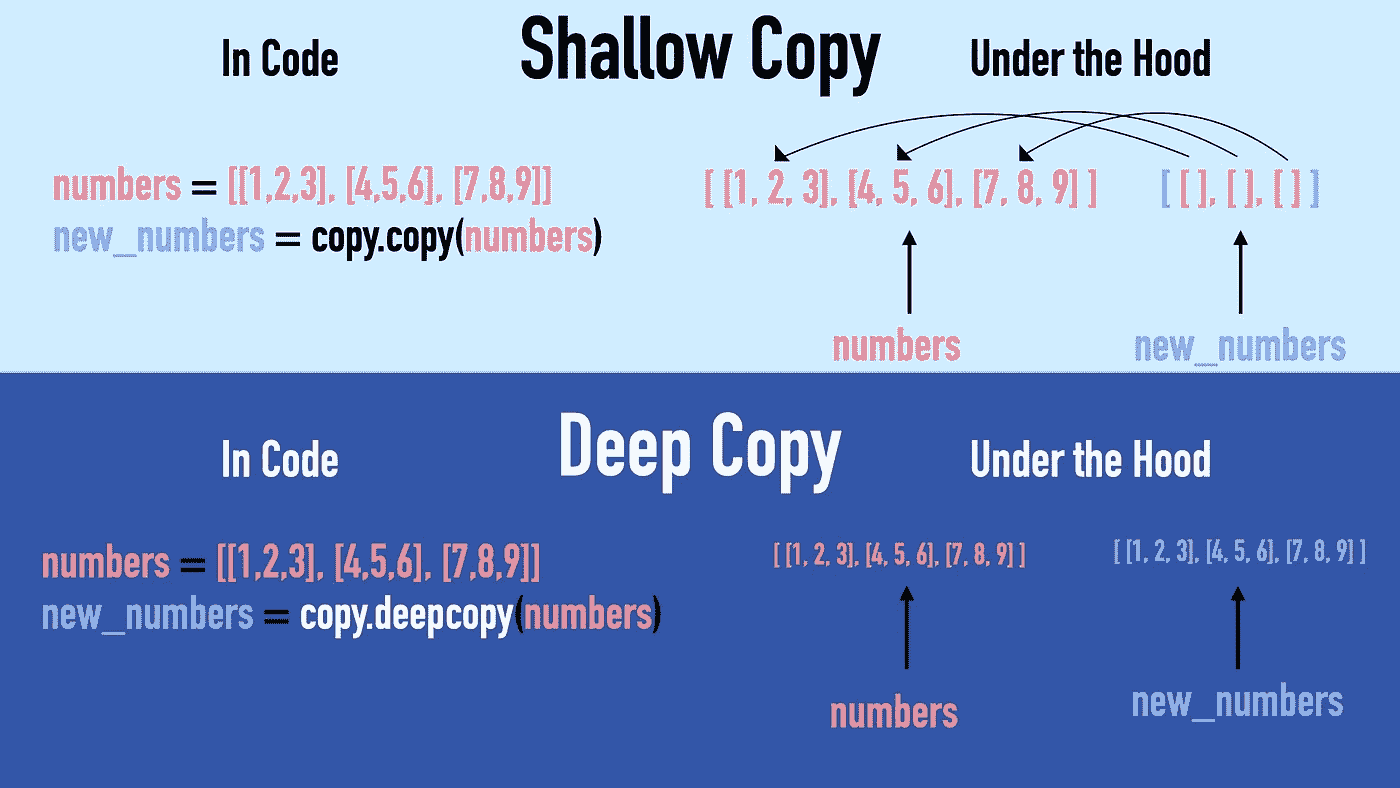 Shallow Copy
In Code
Under the Hood
numbers = [[1,2,3], [4,5,6], [7,8,9]]
new_numbers = copy.copy(numbers)
[ [1, 2, 3], [4, 5, 6], [7, 8, 9] ]
[ [ ], [ ], [ ] ]
numbers
new_numbers
Deep Copy
In Code
Under the Hood
numbers = [[1,2,3], [4,5,6], [7,8,9]]
new_numbers = copy.deepcopy(numbers)
[ [1, 2, 3], [4, 5, 6], [7, 8, 9] ]
[ [1, 2, 3], [4, 5, 6], [7, 8, 9] ]
numbers
new_numbers